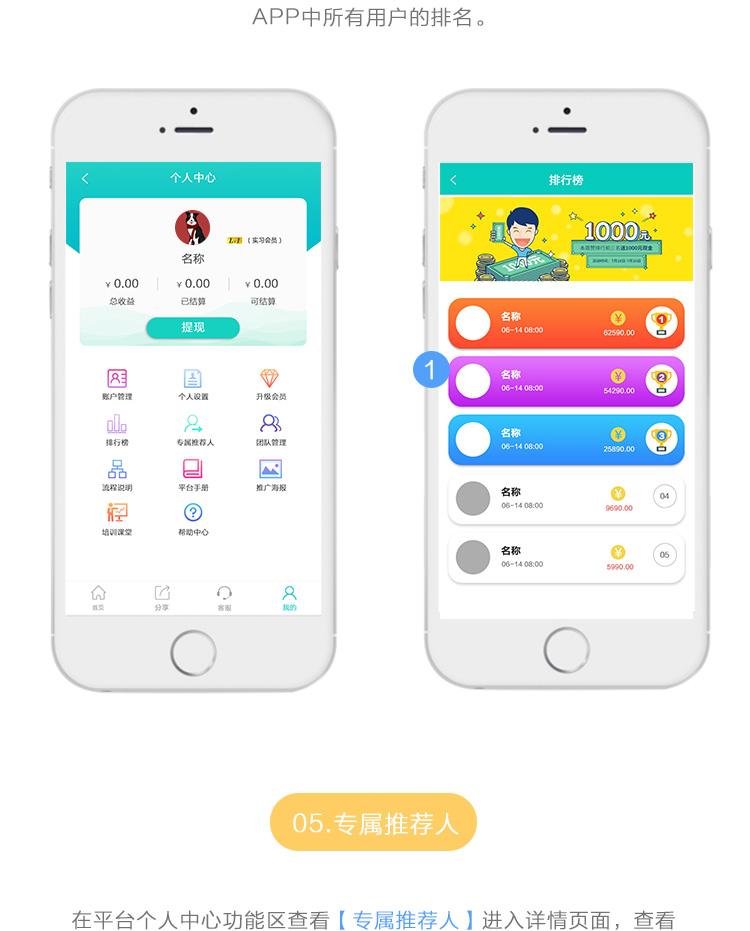 APP中所有用户的排名。
个人中心
Lv1 (实习会员)
名称
¥ 0.00 ¥ 0.00 ¥ 0.00
总收益 已结算 可结算
提现
账户管理 个人设置 升级会员
排行榜 专属推荐人 团队管理
流程说明 平台手册 推广海报
培训课堂 帮助中心
首页 分享 客服 我的
排行榜
1000元
1000元
名称
06-14 08:00
62590.00
1
1
名称
06-14 08:00
54290.00
2
名称
06-14 08:00
25890.00
3
名称
06-14 08:00
9690.00
04
名称
06-14 08:00
5990.00
05
05.专属推荐人
在平台个人中心功能区查看【专属推荐人】进入详情页面，查看